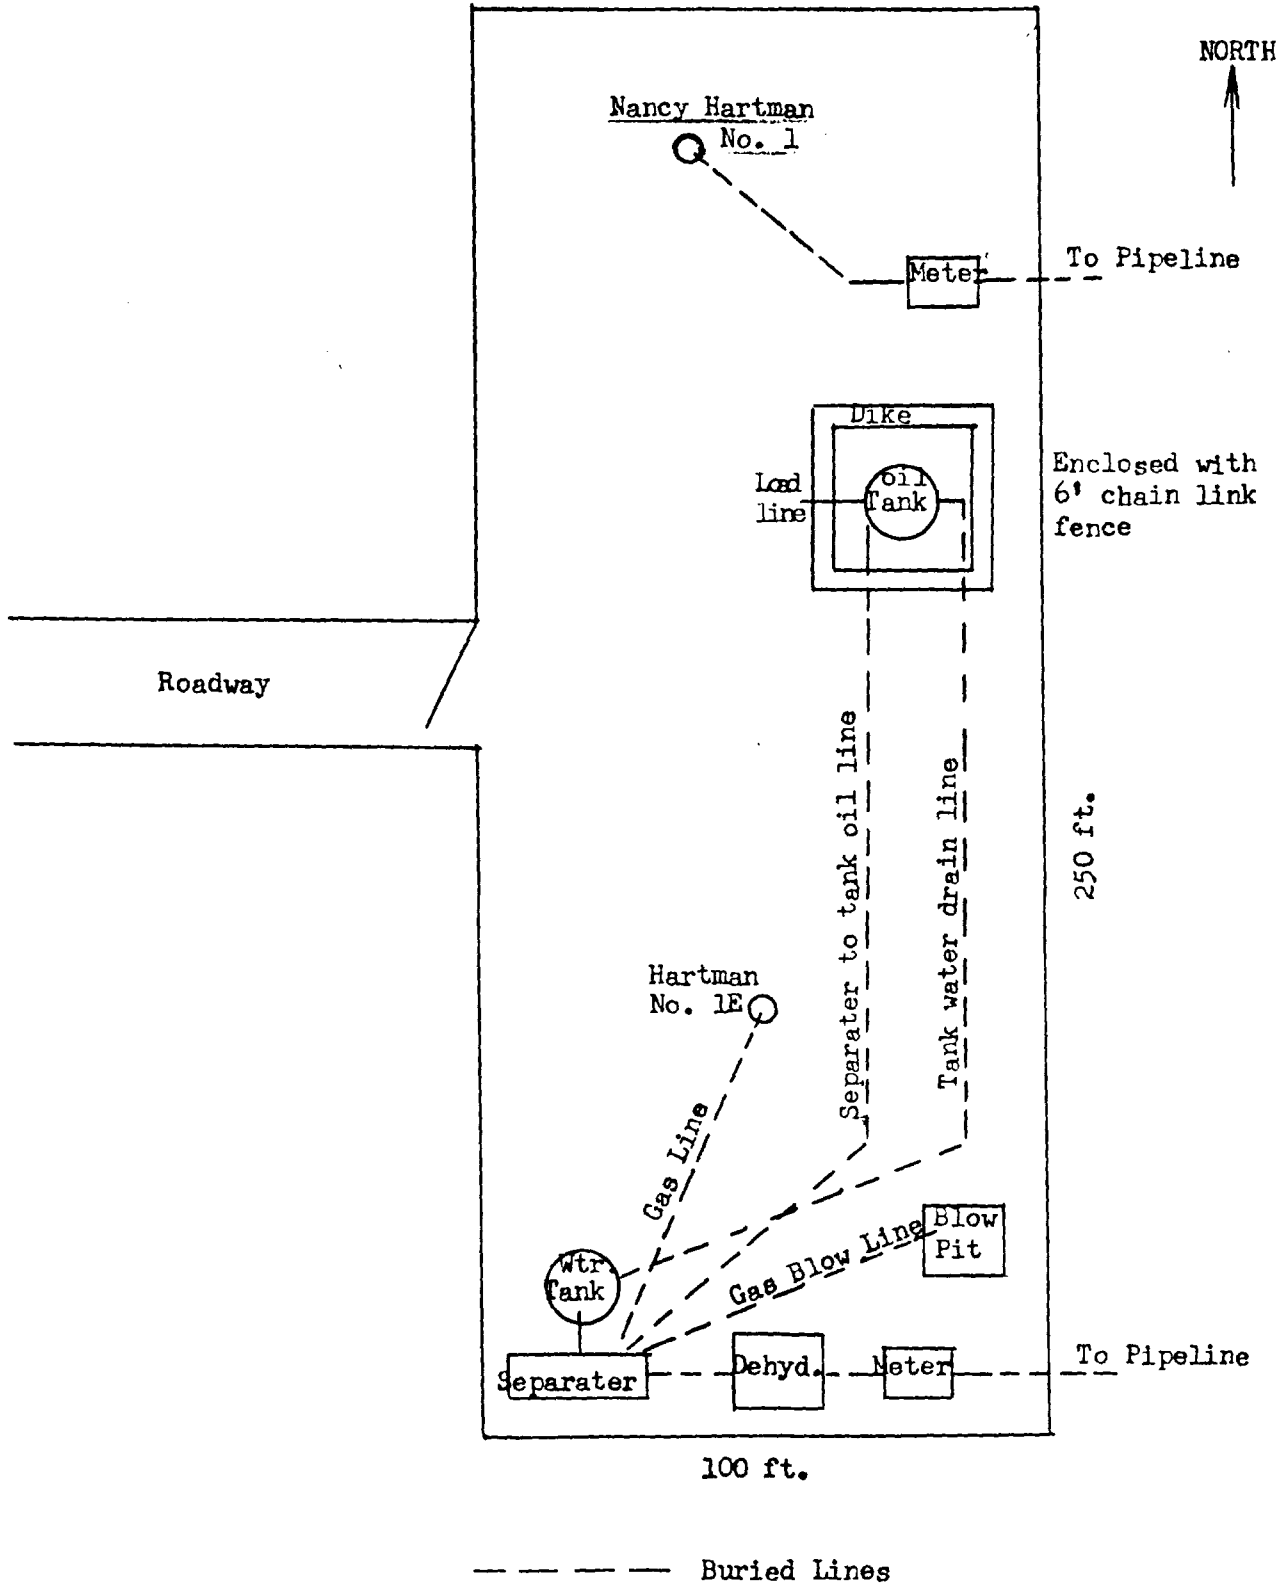 NORTH
Nancy Hartman
No. 1
Meter
To Pipeline
Dike
Oil
Tank
Load
line
Enclosed with
6' chain link
fence
Roadway
Separater to tank oil line
Tank water drain line
250 ft.
Hartman
No. 1E
Gas Line
Wtr.
Tank
Gas Blow Line
Blow
Pit
Separater
Dehyd.
Meter
To Pipeline
100 ft.
Buried Lines